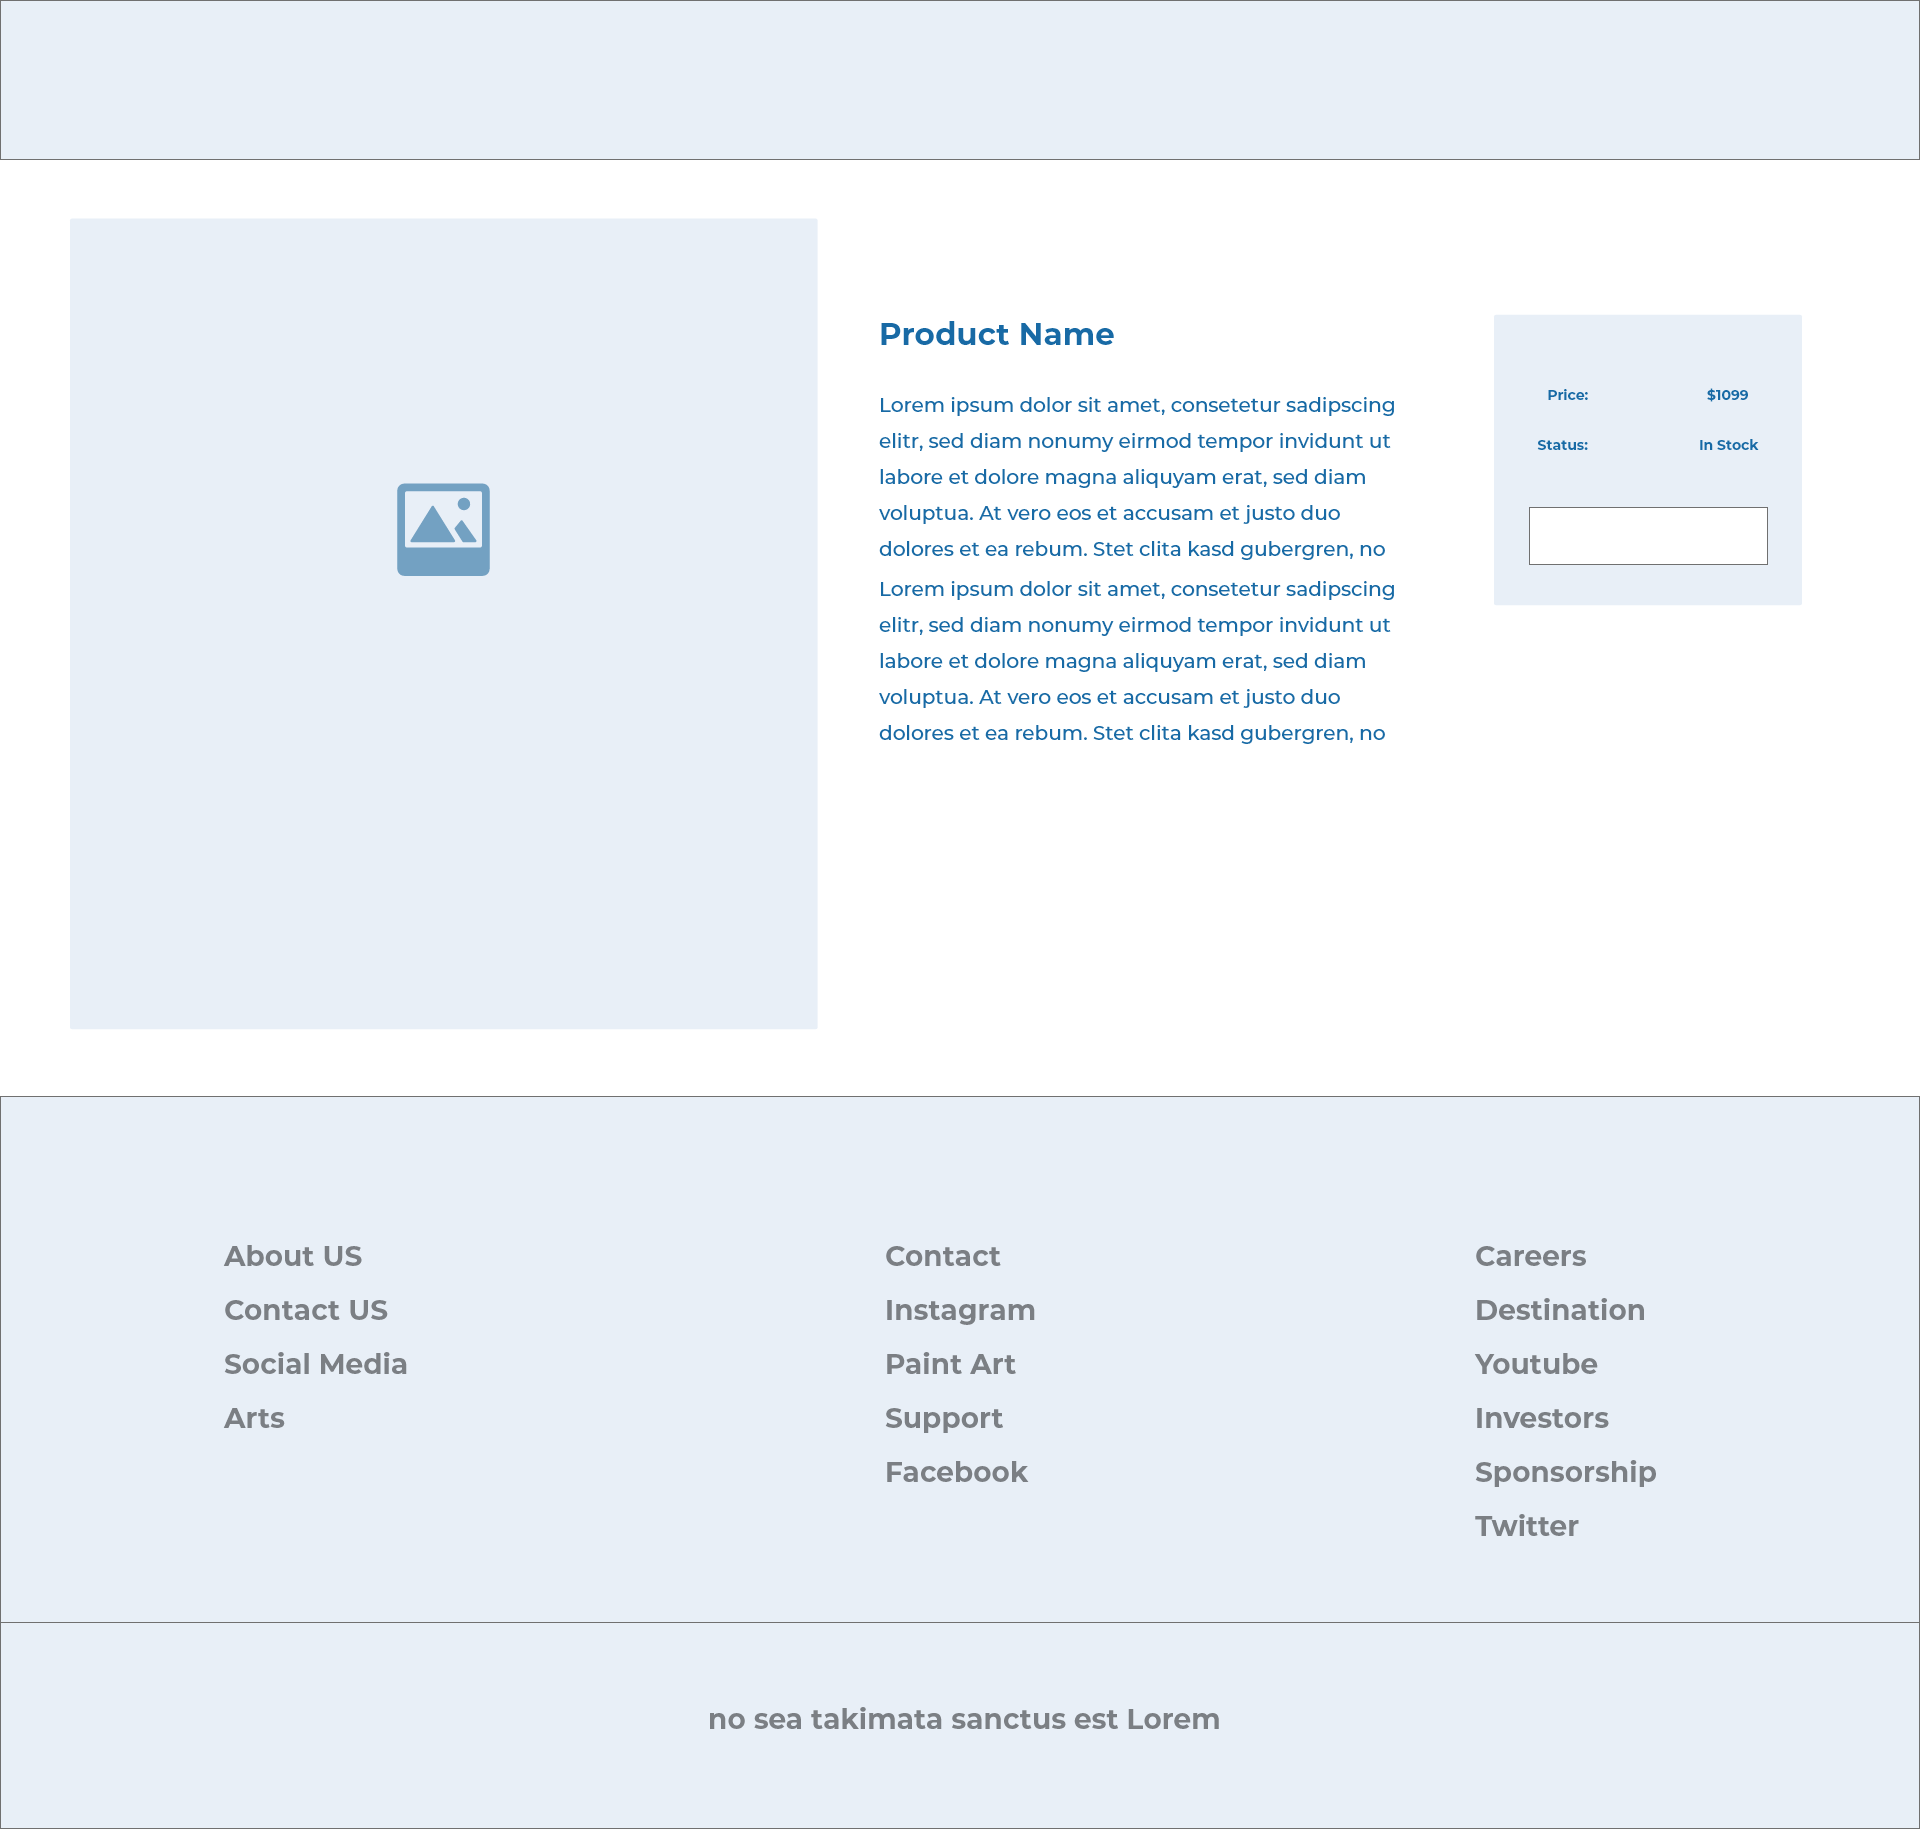 Product Name
Lorem ipsum dolor sit amet, consetetur sadipscing
elitr, sed diam nonumy eirmod tempor invidunt ut
labore et dolore magna aliquyam erat, sed diam
voluptua. At vero eos et accusam et justo duo
dolores et ea rebum. Stet clita kasd gubergren, no
Lorem ipsum dolor sit amet, consetetur sadipscing
elitr, sed diam nonumy eirmod tempor invidunt ut
labore et dolore magna aliquyam erat, sed diam
voluptua. At vero eos et accusam et justo duo
dolores et ea rebum. Stet clita kasd gubergren, no
Price: $1099
Status: In Stock
About US
Contact US
Social Media
Arts
Contact
Instagram
Paint Art
Support
Facebook
Careers
Destination
Youtube
Investors
Sponsorship
Twitter
no sea takimata sanctus est Lorem